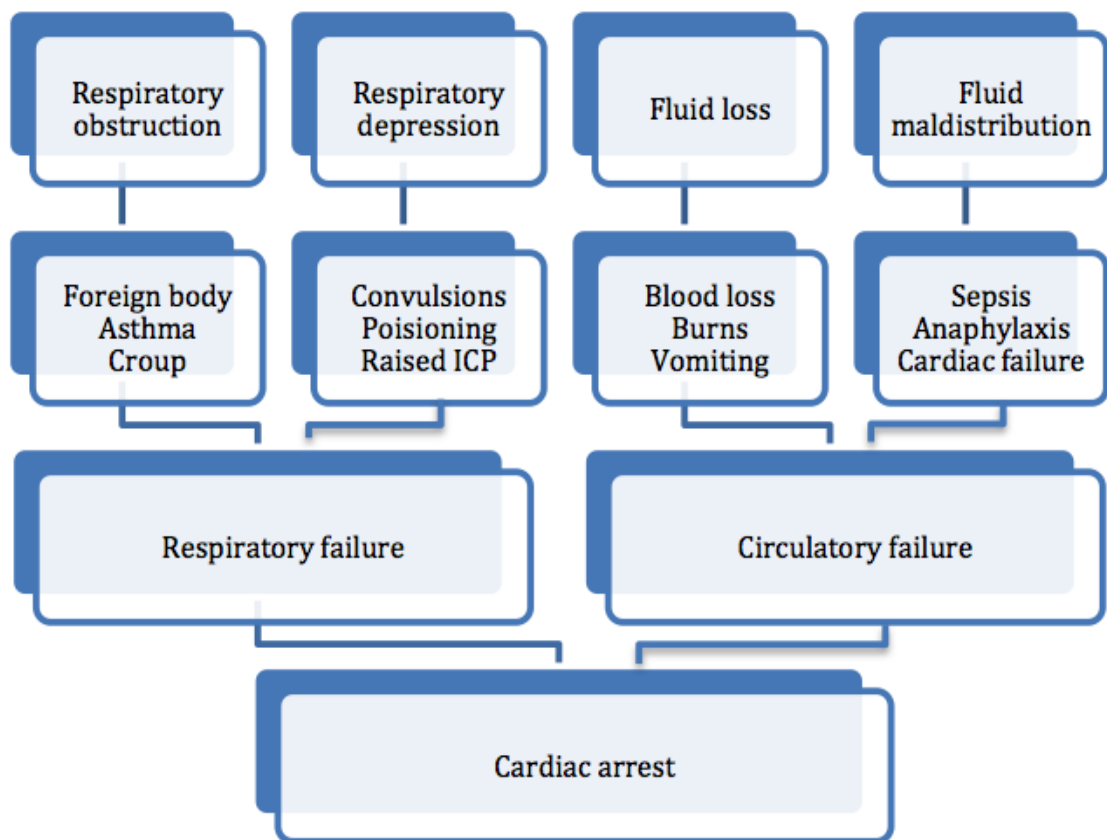 Respiratory
obstruction
Respiratory
depression
Fluid loss
Fluid
maldistribution
Foreign body
Asthma
Croup
Convulsions
Poisioning
Raised ICP
Blood loss
Burns
Vomiting
Sepsis
Anaphylaxis
Cardiac failure
Respiratory failure
Circulatory failure
Cardiac arrest